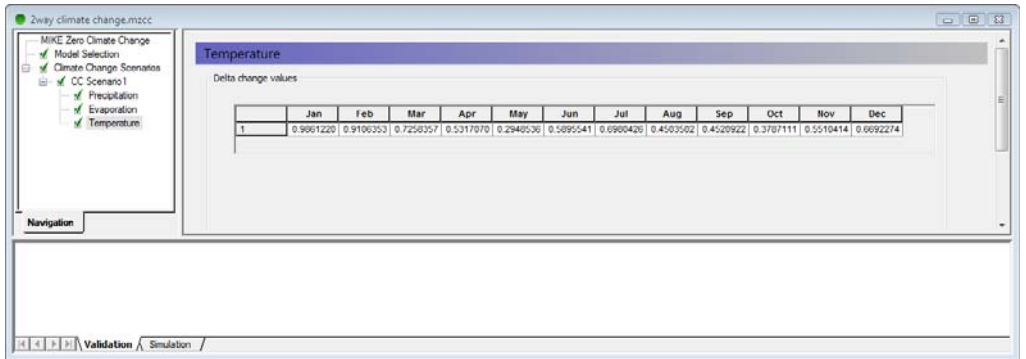 2way climate change.mzcc
MIKE Zero Climate Change
Model Selection
Climate Change Scenarios
CC Scenario1
Precipitation
Evaporation
Temperature
Navigation
Temperature
Delta change values
Jan Feb Mar Apr May Jun Jul Aug Sep Oct Nov Dec
1 0.9861220 0.9106353 0.7258357 0.5317070 0.2948536 0.5895541 0.6980426 0.4503502 0.4520922 0.3787111 0.5510414 0.6692274
Validation Simulation